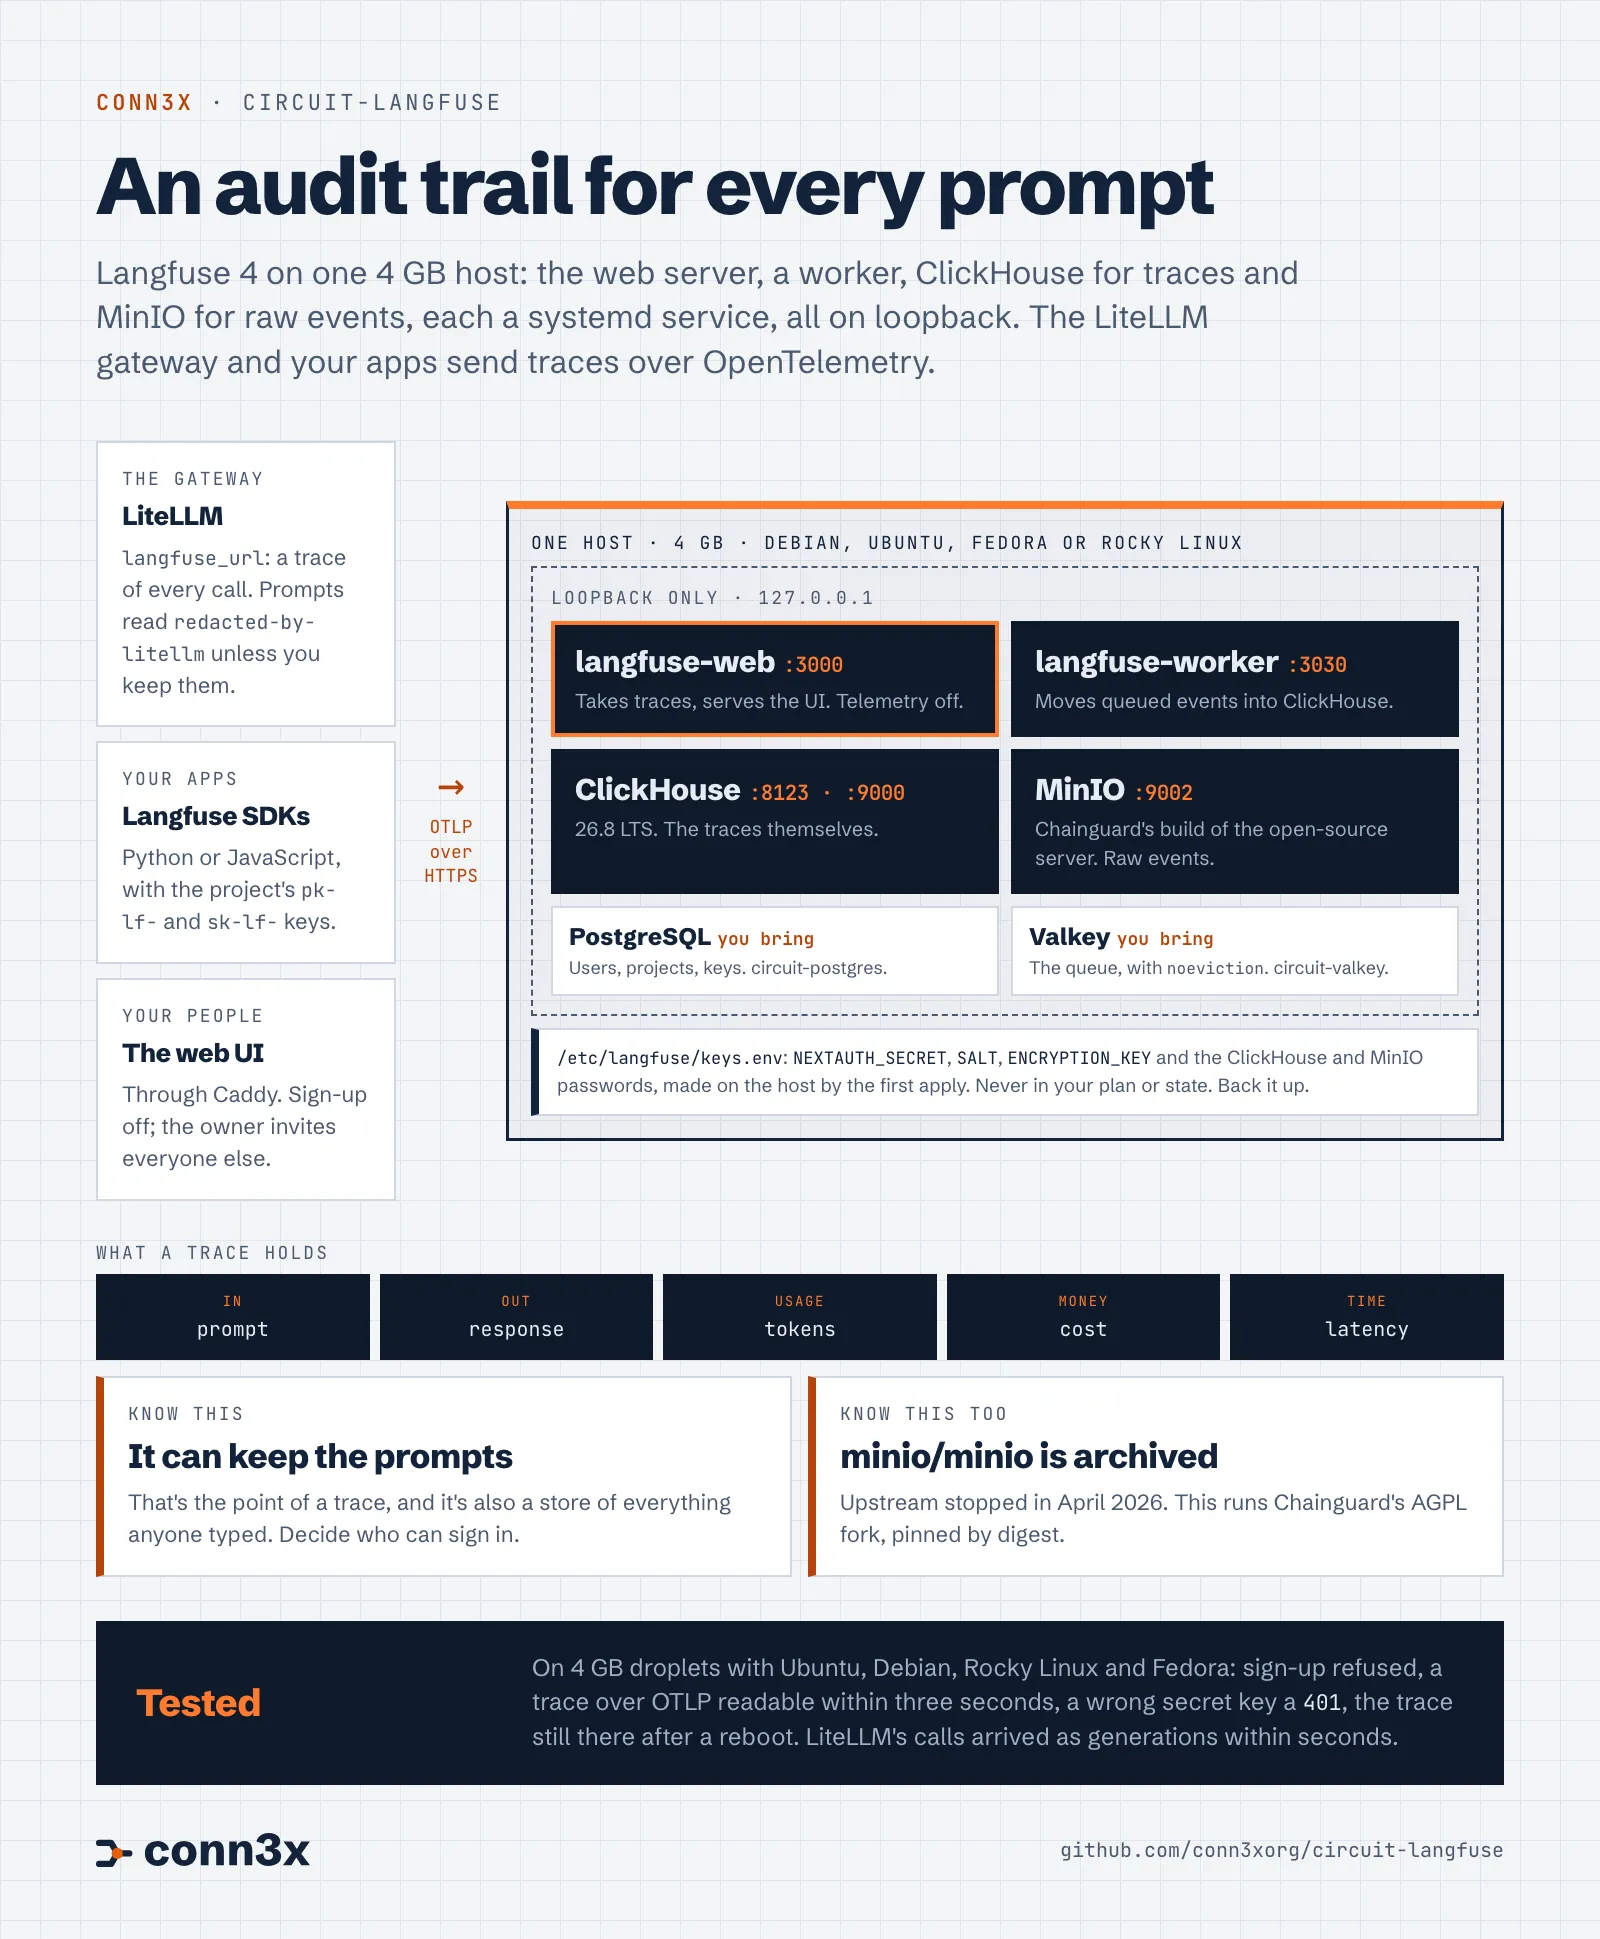 CONN3X · CIRCUIT-LANGFUSE
An audit trail for every prompt
Langfuse 4 on one 4 GB host: the web server, a worker, ClickHouse for traces and
MinIO for raw events, each a systemd service, all on loopback. The LiteLLM
gateway and your apps send traces over OpenTelemetry.
THE GATEWAY
LiteLLM
langfuse_url: a trace
of every call. Prompts
read redacted-by-
litellm unless you
keep them.
YOUR APPS
Langfuse SDKs
Python or JavaScript,
with the project's pk-
lf- and sk-lf- keys.
YOUR PEOPLE
The web UI
Through Caddy. Sign-up
off; the owner invites
everyone else.
→
OTLP
over
HTTPS
ONE HOST · 4 GB · DEBIAN, UBUNTU, FEDORA OR ROCKY LINUX
LOOPBACK ONLY · 127.0.0.1
langfuse-web :3000
Takes traces, serves the UI. Telemetry off.
langfuse-worker :3030
Moves queued events into ClickHouse.
ClickHouse :8123 · :9000
26.8 LTS. The traces themselves.
MinIO :9002
Chainguard's build of the open-source
server. Raw events.
PostgreSQL you bring
Users, projects, keys. circuit-postgres.
Valkey you bring
The queue, with noeviction. circuit-valkey.
/etc/langfuse/keys.env: NEXTAUTH_SECRET, SALT, ENCRYPTION_KEY and the ClickHouse and MinIO
passwords, made on the host by the first apply. Never in your plan or state. Back it up.
WHAT A TRACE HOLDS
IN
prompt
OUT
response
USAGE
tokens
MONEY
cost
TIME
latency
KNOW THIS
It can keep the prompts
That's the point of a trace, and it's also a store of everything
anyone typed. Decide who can sign in.
KNOW THIS TOO
minio/minio is archived
Upstream stopped in April 2026. This runs Chainguard's AGPL
fork, pinned by digest.
Tested
On 4 GB droplets with Ubuntu, Debian, Rocky Linux and Fedora: sign-up refused, a
trace over OTLP readable within three seconds, a wrong secret key a 401, the trace
still there after a reboot. LiteLLM's calls arrived as generations within seconds.
conn3x
github.com/conn3xorg/circuit-langfuse